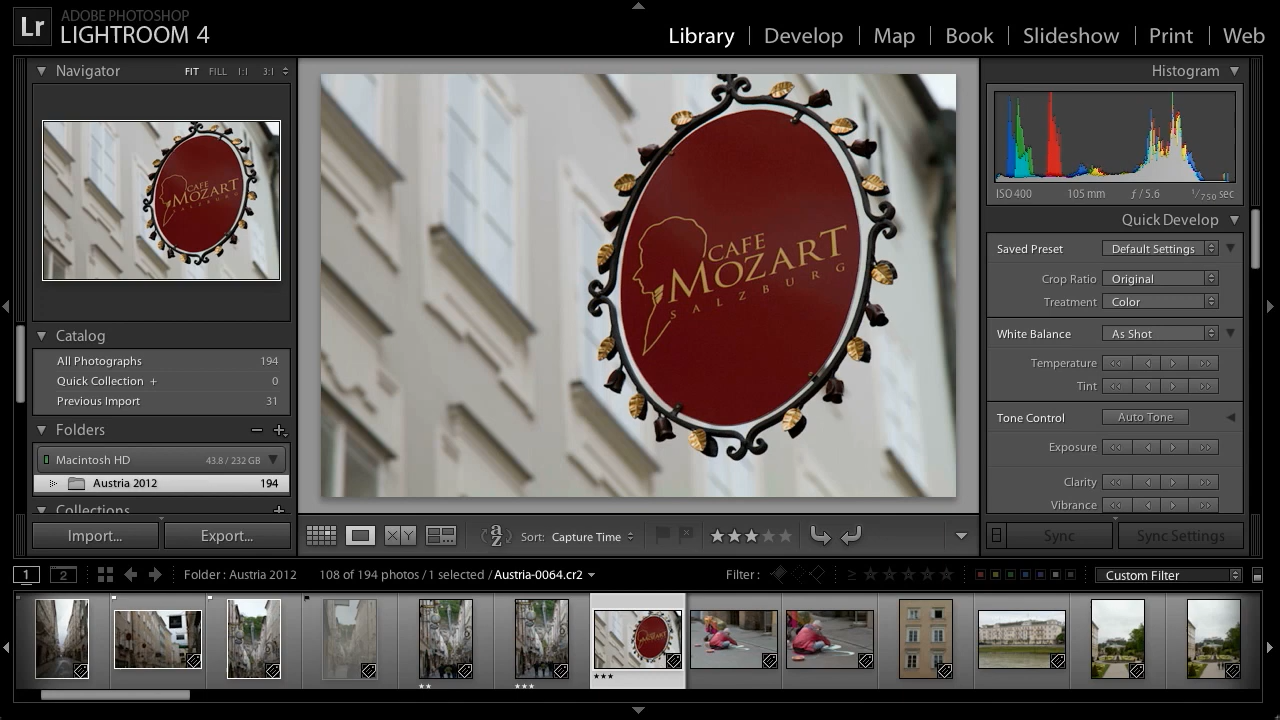 Lr ADOBE PHOTOSHOP
LIGHTROOM 4
Library | Develop | Map | Book | Slideshow | Print | Web
Navigator FIT FILL 1:1 3:1
CAFE
MOZART
SALZBURG
Catalog
All Photographs 194
Quick Collection + 0
Previous Import 31
Folders
Macintosh HD 43.8 / 232 GB
Austria 2012 194
Collections
Import... Export...
CAFE
MOZART
SALZBURG
Histogram
ISO 400 105 mm ƒ / 5.6 1/750 sec
Quick Develop
Saved Preset Default Settings
Crop Ratio Original
Treatment Color
White Balance As Shot
Temperature
Tint
Tone Control Auto Tone
Exposure
Clarity
Vibrance
Sync Sync Settings
XY
a z Sort: Capture Time
1 2 Folder : Austria 2012 108 of 194 photos / 1 selected / Austria-0064.cr2 Filter : ≥ Custom Filter
MOZART